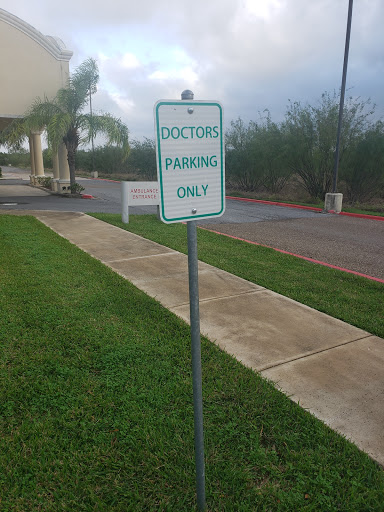 DOCTORS
PARKING
ONLY
AMBULANCE
ENTRANCE